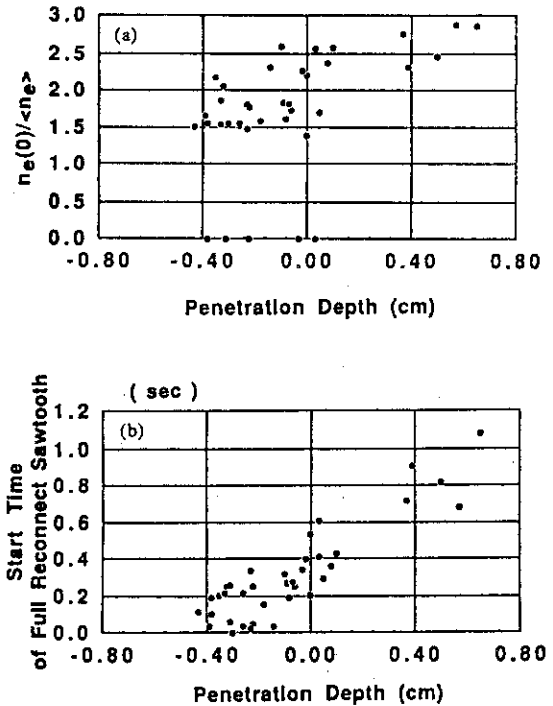 (a)
3.0
2.5
2.0
1.5
1.0
0.5
0.0
n_e(0)/<n_e>
-0.80 -0.40 0.00 0.40 0.80
Penetration Depth (cm)
( sec )
(b)
1.2
1.0
0.8
0.6
0.4
0.2
0.0
Start Time
of Full Reconnect Sawtooth
-0.80 -0.40 0.00 0.40 0.80
Penetration Depth (cm)